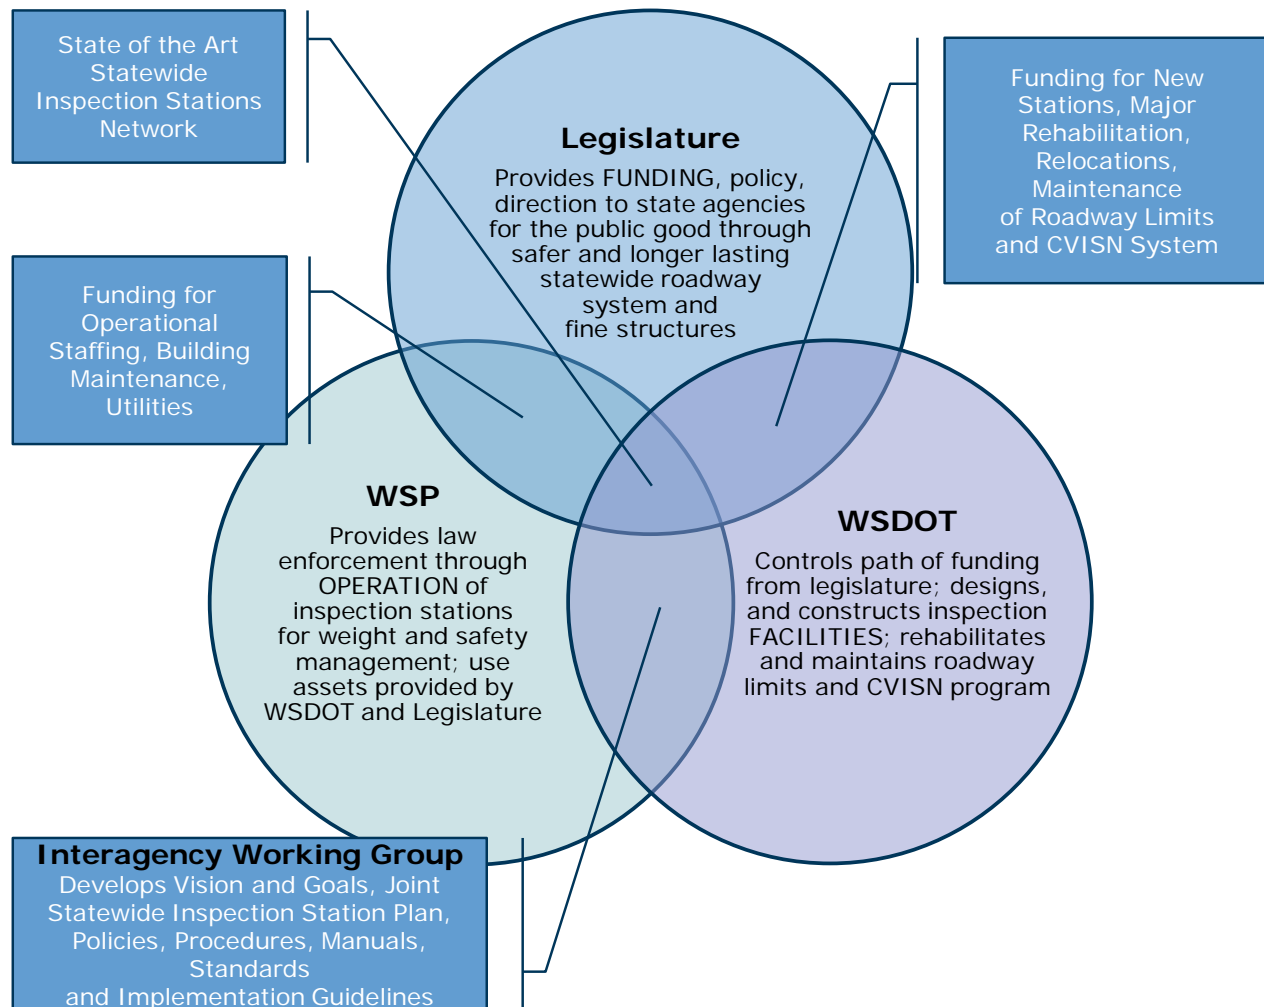 State of the Art
Statewide
Inspection Stations
Network
Funding for New
Stations, Major
Rehabilitation,
Relocations,
Maintenance
of Roadway Limits
and CVISN System
Legislature
Provides FUNDING, policy,
direction to state agencies
for the public good through
safer and longer lasting
statewide roadway
system and
fine structures
Funding for
Operational
Staffing, Building
Maintenance,
Utilities
WSP
Provides law
enforcement through
OPERATION of
inspection stations
for weight and safety
management; use
assets provided by
WSDOT and Legislature
WSDOT
Controls path of funding
from legislature; designs,
and constructs inspection
FACILITIES; rehabilitates
and maintains roadway
limits and CVISN program
Interagency Working Group
Develops Vision and Goals, Joint
Statewide Inspection Station Plan,
Policies, Procedures, Manuals,
Standards
and Implementation Guidelines